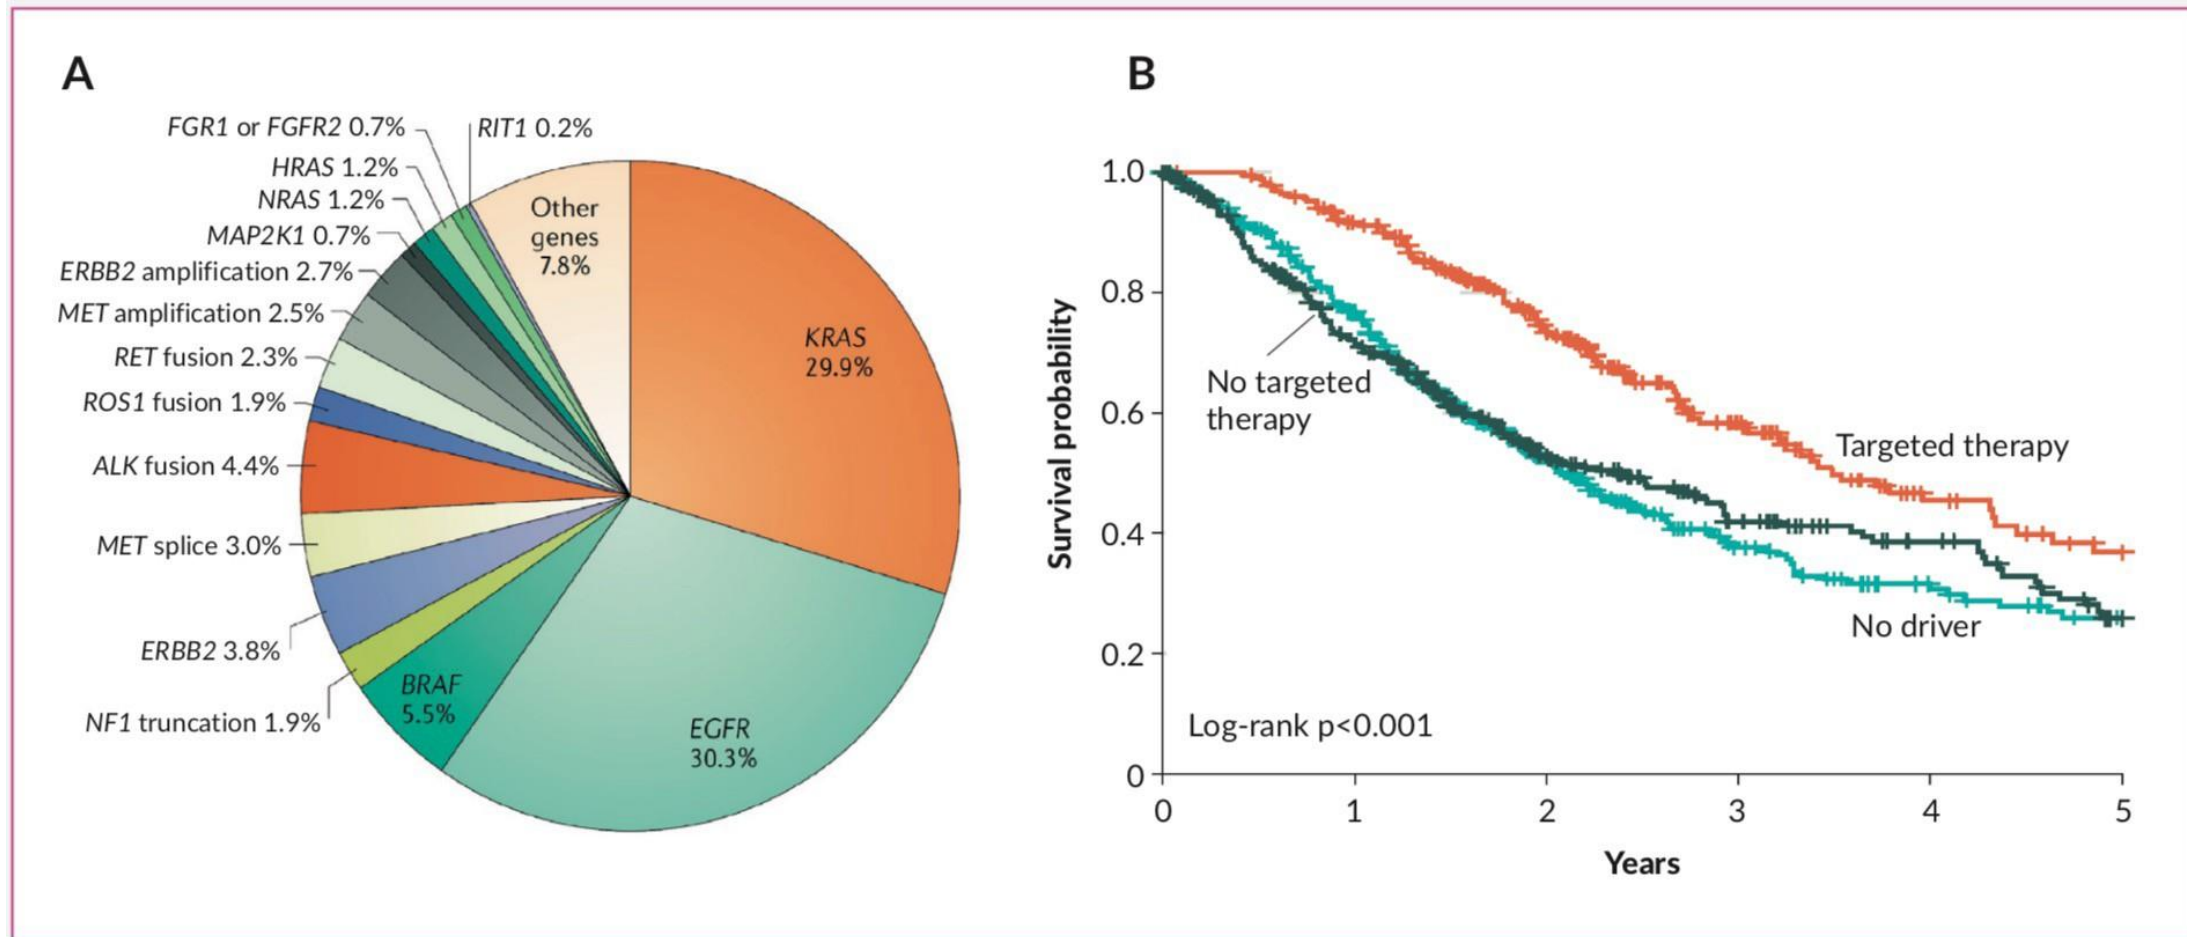 A
FGR1 or FGFR2 0.7%
RIT1 0.2%
HRAS 1.2%
NRAS 1.2%
MAP2K1 0.7%
ERBB2 amplification 2.7%
MET amplification 2.5%
RET fusion 2.3%
ROS1 fusion 1.9%
ALK fusion 4.4%
MET splice 3.0%
ERBB2 3.8%
NF1 truncation 1.9%
BRAF
5.5%
EGFR
30.3%
KRAS
29.9%
Other
genes
7.8%
B
Survival probability
1.0
0.8
0.6
0.4
0.2
0
No targeted
therapy
Targeted therapy
No driver
Log-rank p<0.001
0 1 2 3 4 5
Years